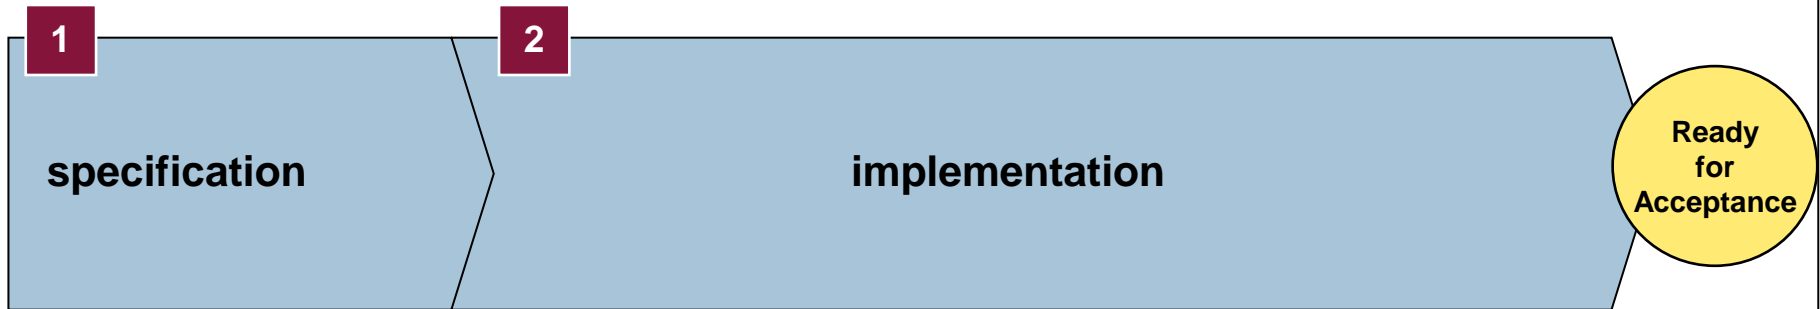 1
2
specification
implementation
Ready
for
Acceptance